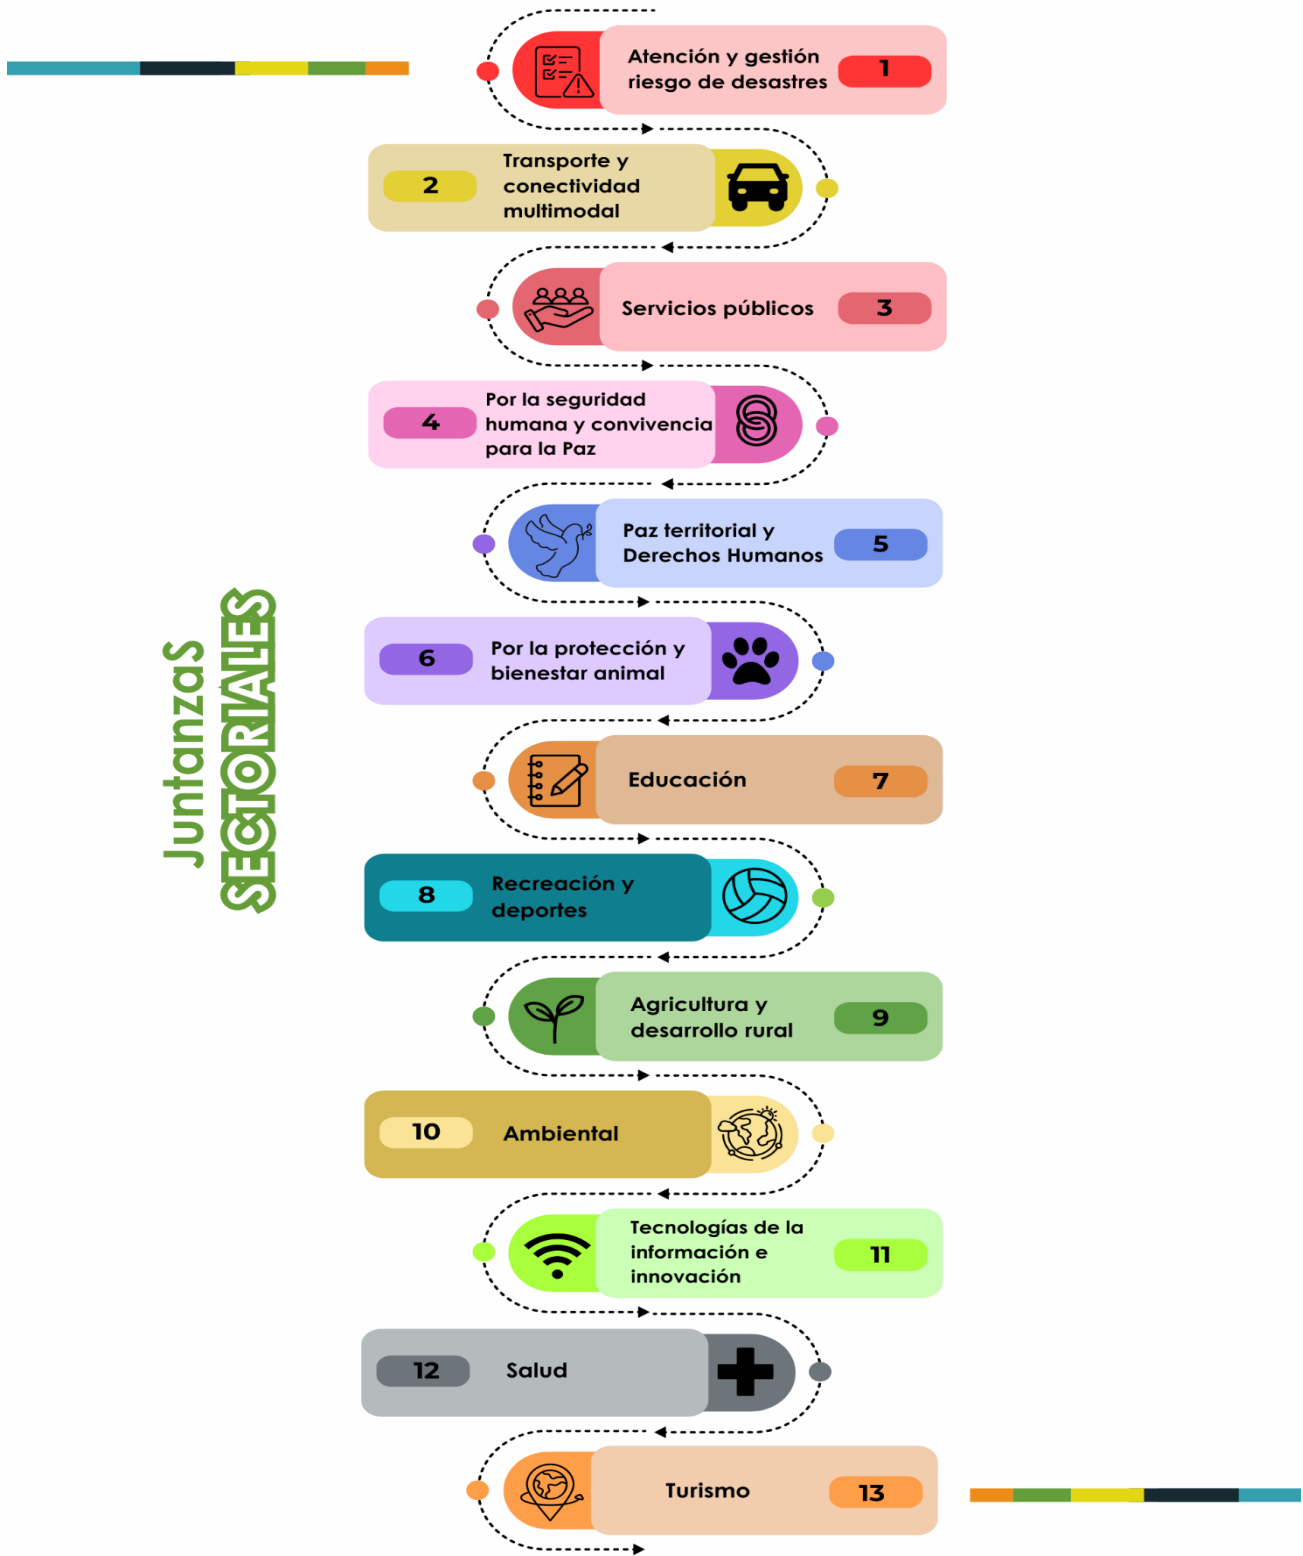 Atención y gestión
riesgo de desastres
1
2
Transporte y
conectividad
multimodal
Servicios públicos
3
4
Por la seguridad
humana y convivencia
para la Paz
Paz territorial y
Derechos Humanos
5
6
Por la protección y
bienestar animal
JuntanzaS
SECTORIALES
Educación
7
8
Recreación y
deportes
Agricultura y
desarrollo rural
9
10
Ambiental
Tecnologías de la
información e
innovación
11
12
Salud
Turismo
13